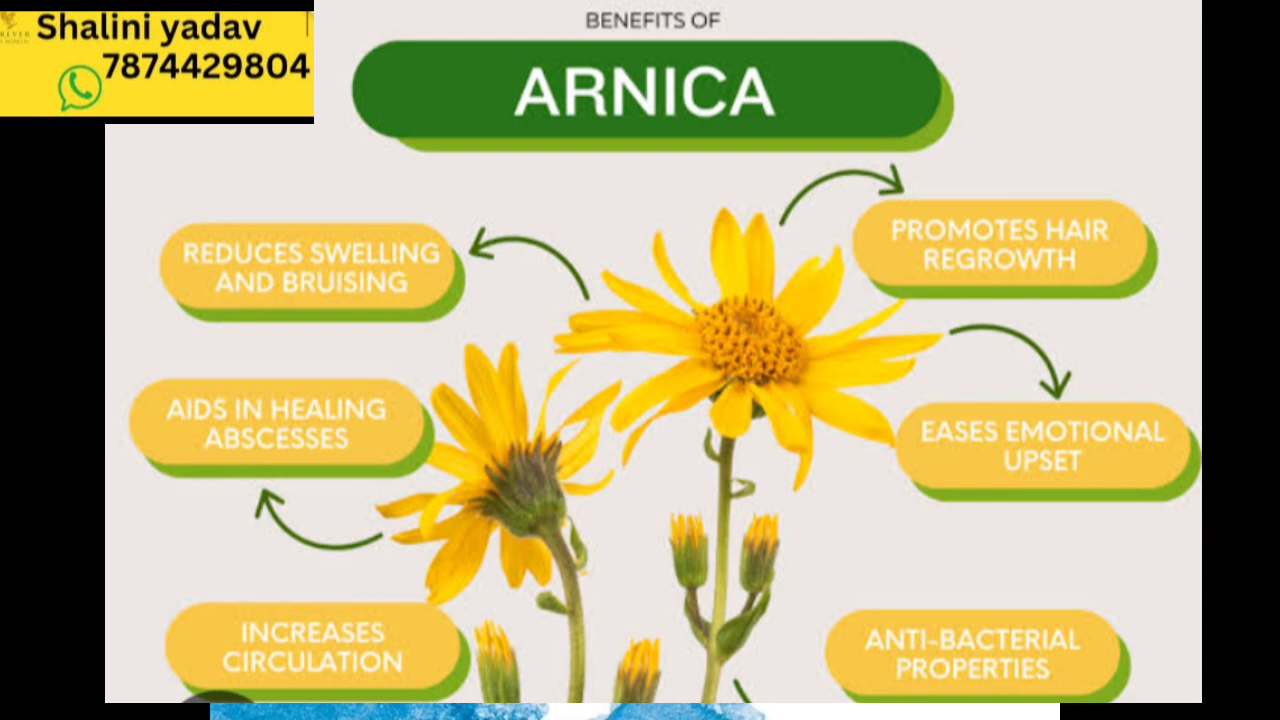 Shalini yadav
7874429804
BENEFITS OF
ARNICA
REDUCES SWELLING
AND BRUISING
PROMOTES HAIR
REGROWTH
AIDS IN HEALING
ABSCESSES
EASES EMOTIONAL
UPSET
INCREASES
CIRCULATION
ANTI-BACTERIAL
PROPERTIES